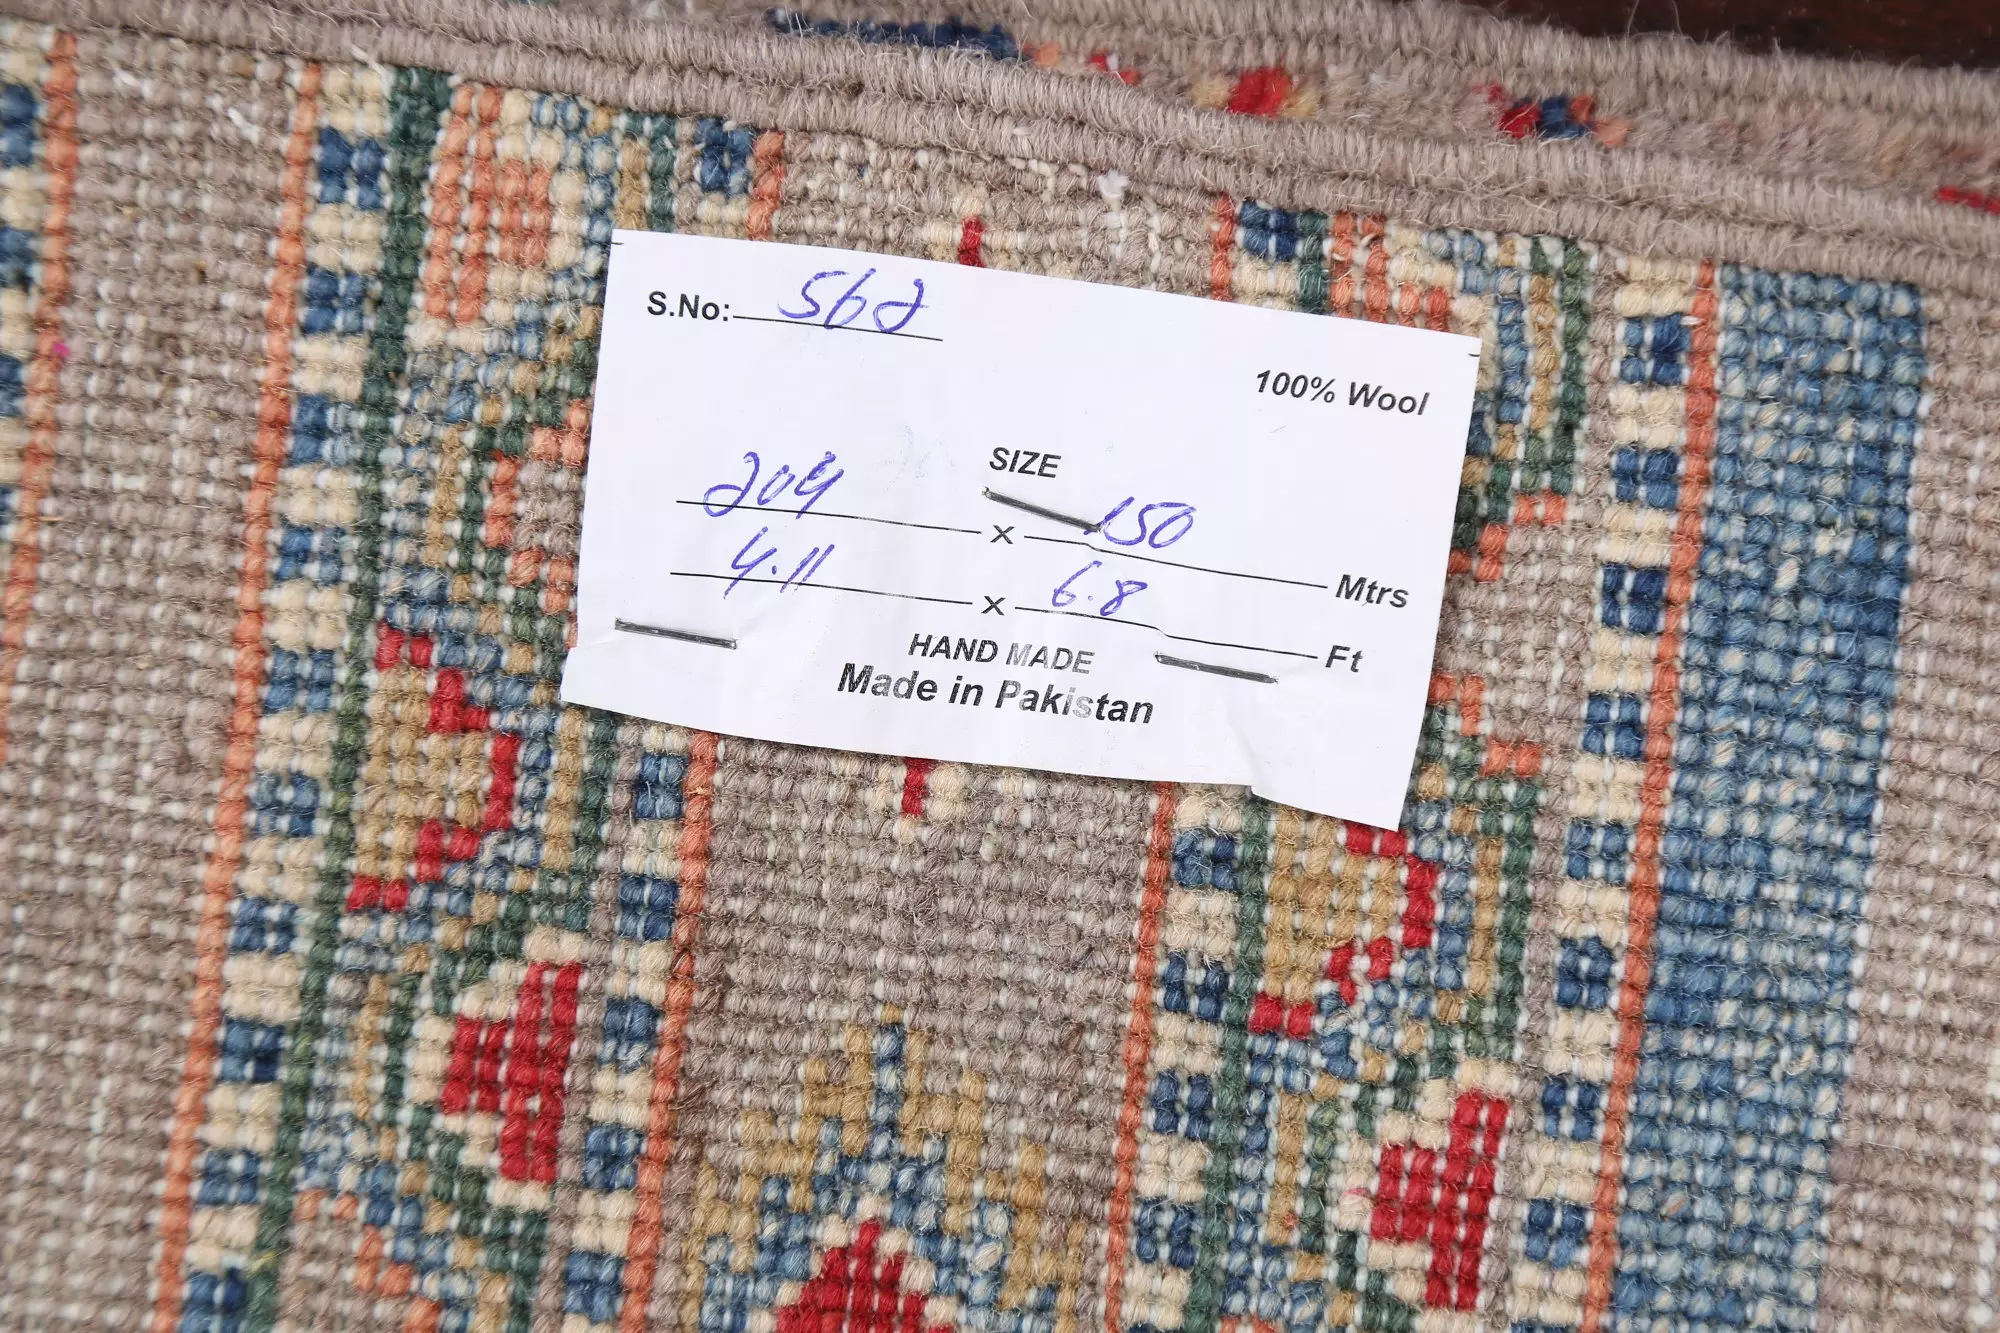 S.No: 562
100% Wool
SIZE
204 x 150 Mtrs
4.11 x 6.8 Ft
HAND MADE
Made in Pakistan